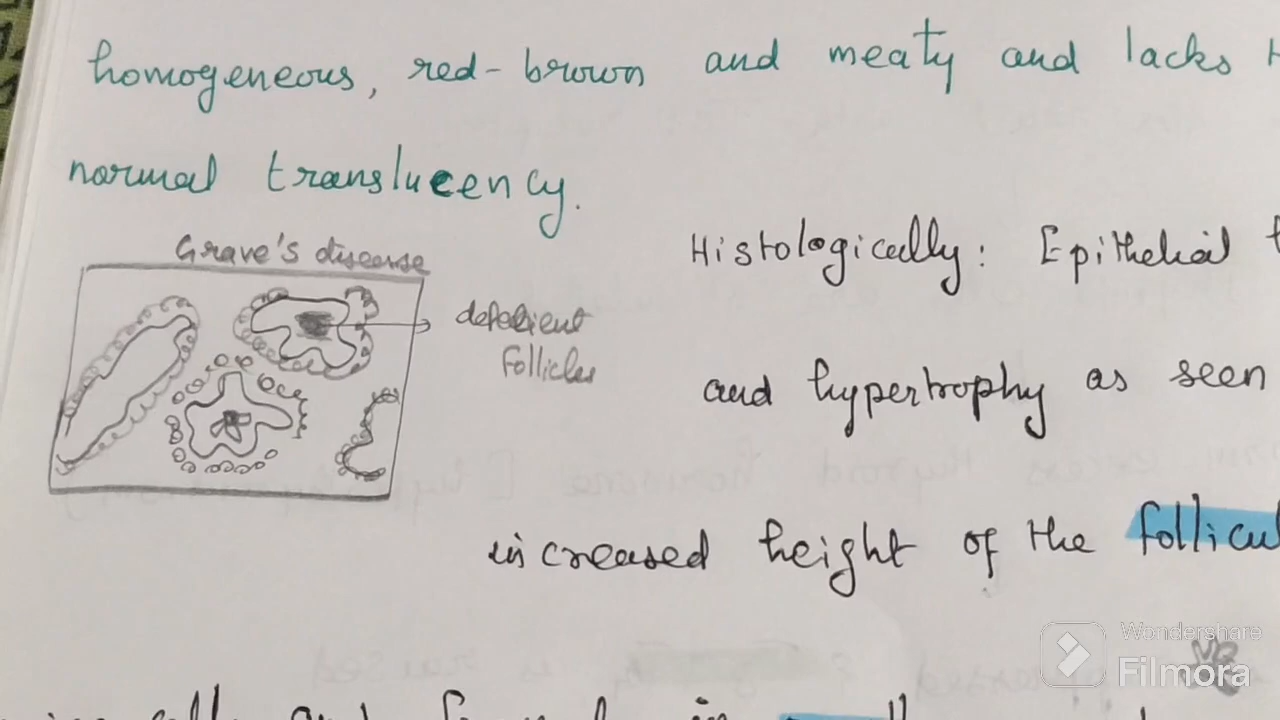 homogeneous, red-brown and meaty and lacks
normal translucency.
Grave's disease
Histologically: Epithelial
deficient
follicles
and hypertrophy as seen
increased height of the follicul
Wondershare
Filmora